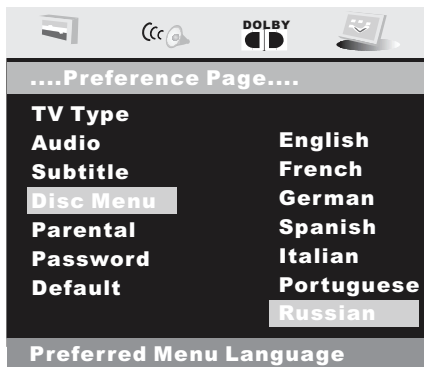 DOLBY
....Preference Page....
TV Type
Audio
Subtitle
Disc Menu
Parental
Password
Default
English
French
German
Spanish
Italian
Portuguese
Russian
Preferred Menu Language